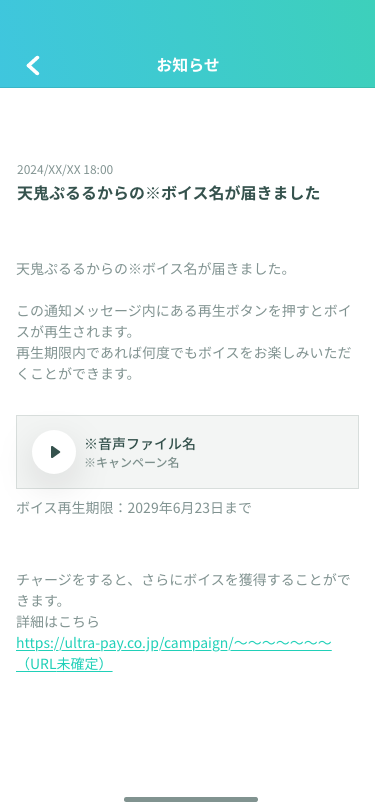 お知らせ
2024/XX/XX 18:00
天鬼ぷるるからの※ボイス名が届きました
天鬼ぷるるからの※ボイス名が届きました。
この通知メッセージ内にある再生ボタンを押すとボイ
スが再生されます。
再生期限内であれば何度でもボイスをお楽しみいただ
くことができます。
※音声ファイル名
※キャンペーン名
ボイス再生期限：2029年6月23日まで
チャージをすると、さらにボイスを獲得することがで
きます。
詳細はこちら
https://ultra-pay.co.jp/campaign/〜〜〜〜〜〜〜
（URL未確定）